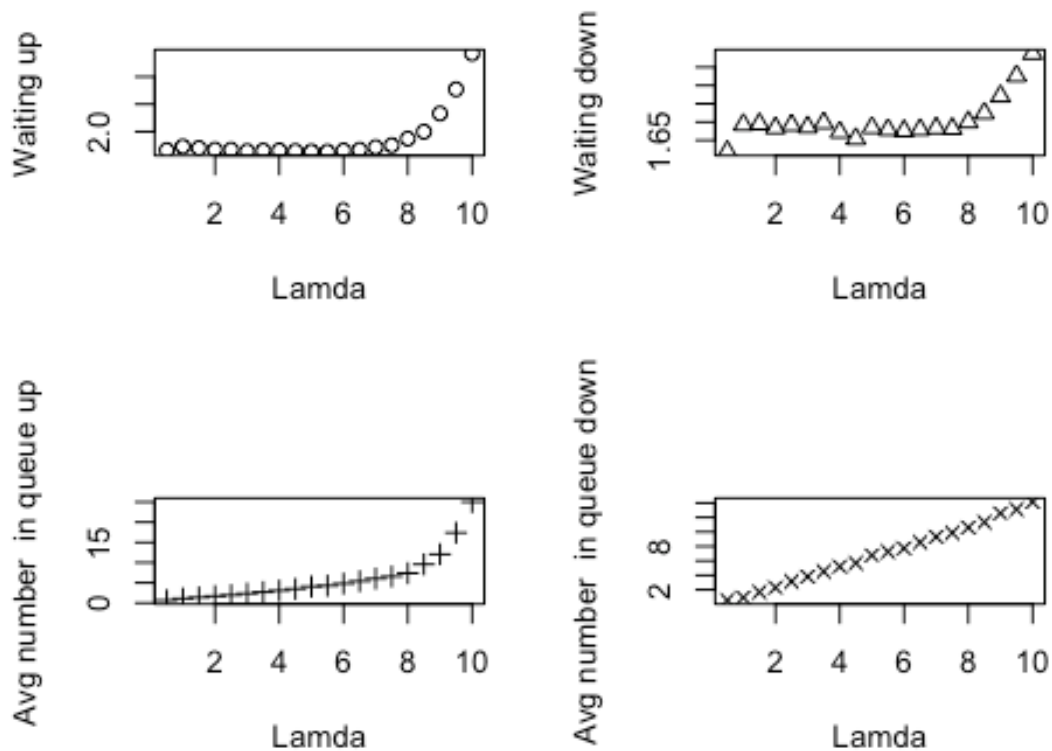 Waiting up
2.0
2 4 6 8 10
Lamda
Waiting down
1.65
2 4 6 8 10
Lamda
Avg number  in queue up
0 15
2 4 6 8 10
Lamda
Avg number  in queue down
2 8
2 4 6 8 10
Lamda